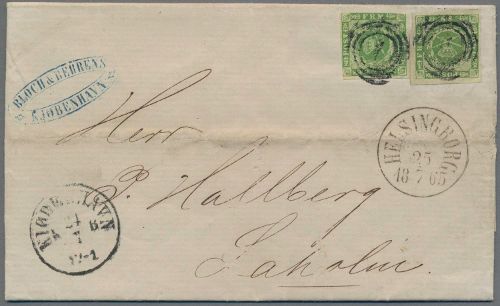 BLOCH & BEHRENS
KJØBENHAVN
HELSINGBORG
25
18 7 65
Herr
P. Hallberg
Laholm.
KIØBENHAVN